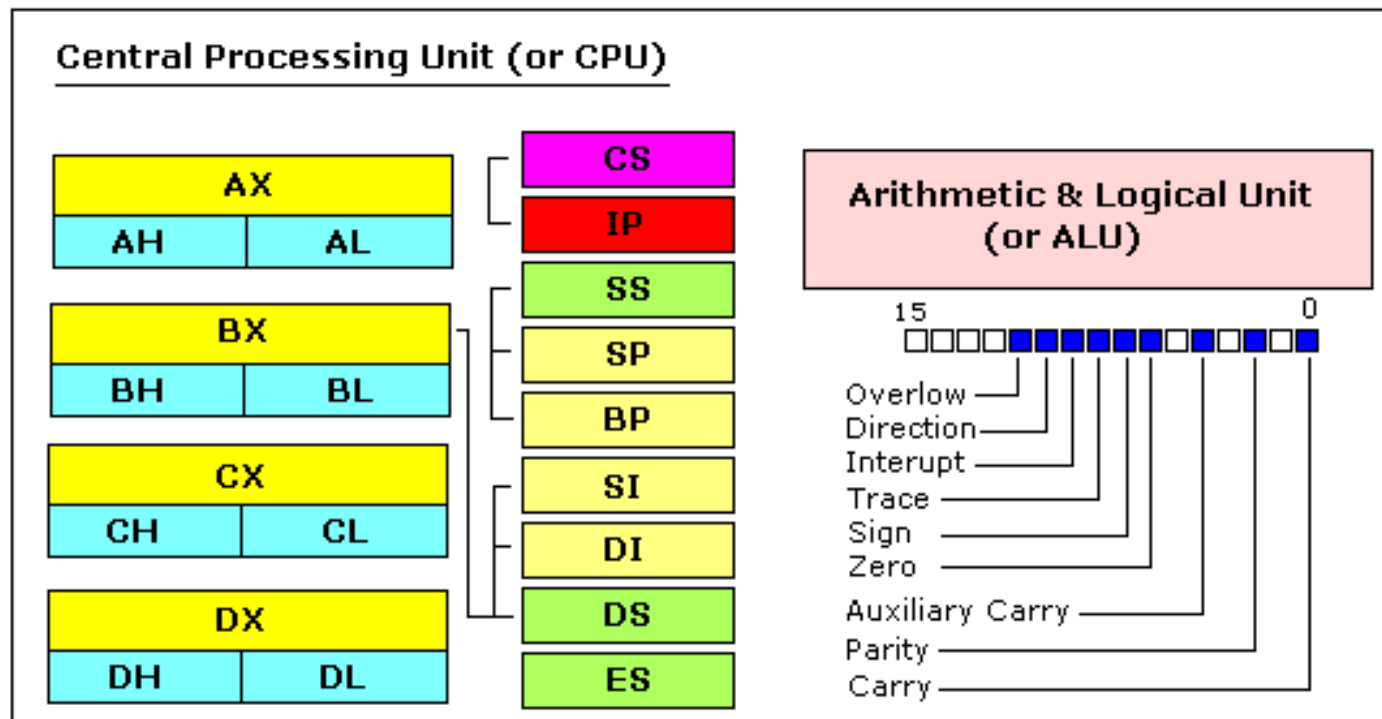 Central Processing Unit (or CPU)
AX
AH AL
BX
BH BL
CX
CH CL
DX
DH DL
CS
IP
SS
SP
BP
SI
DI
DS
ES
Arithmetic & Logical Unit
(or ALU)
15 0
Overlow
Direction
Interupt
Trace
Sign
Zero
Auxiliary Carry
Parity
Carry